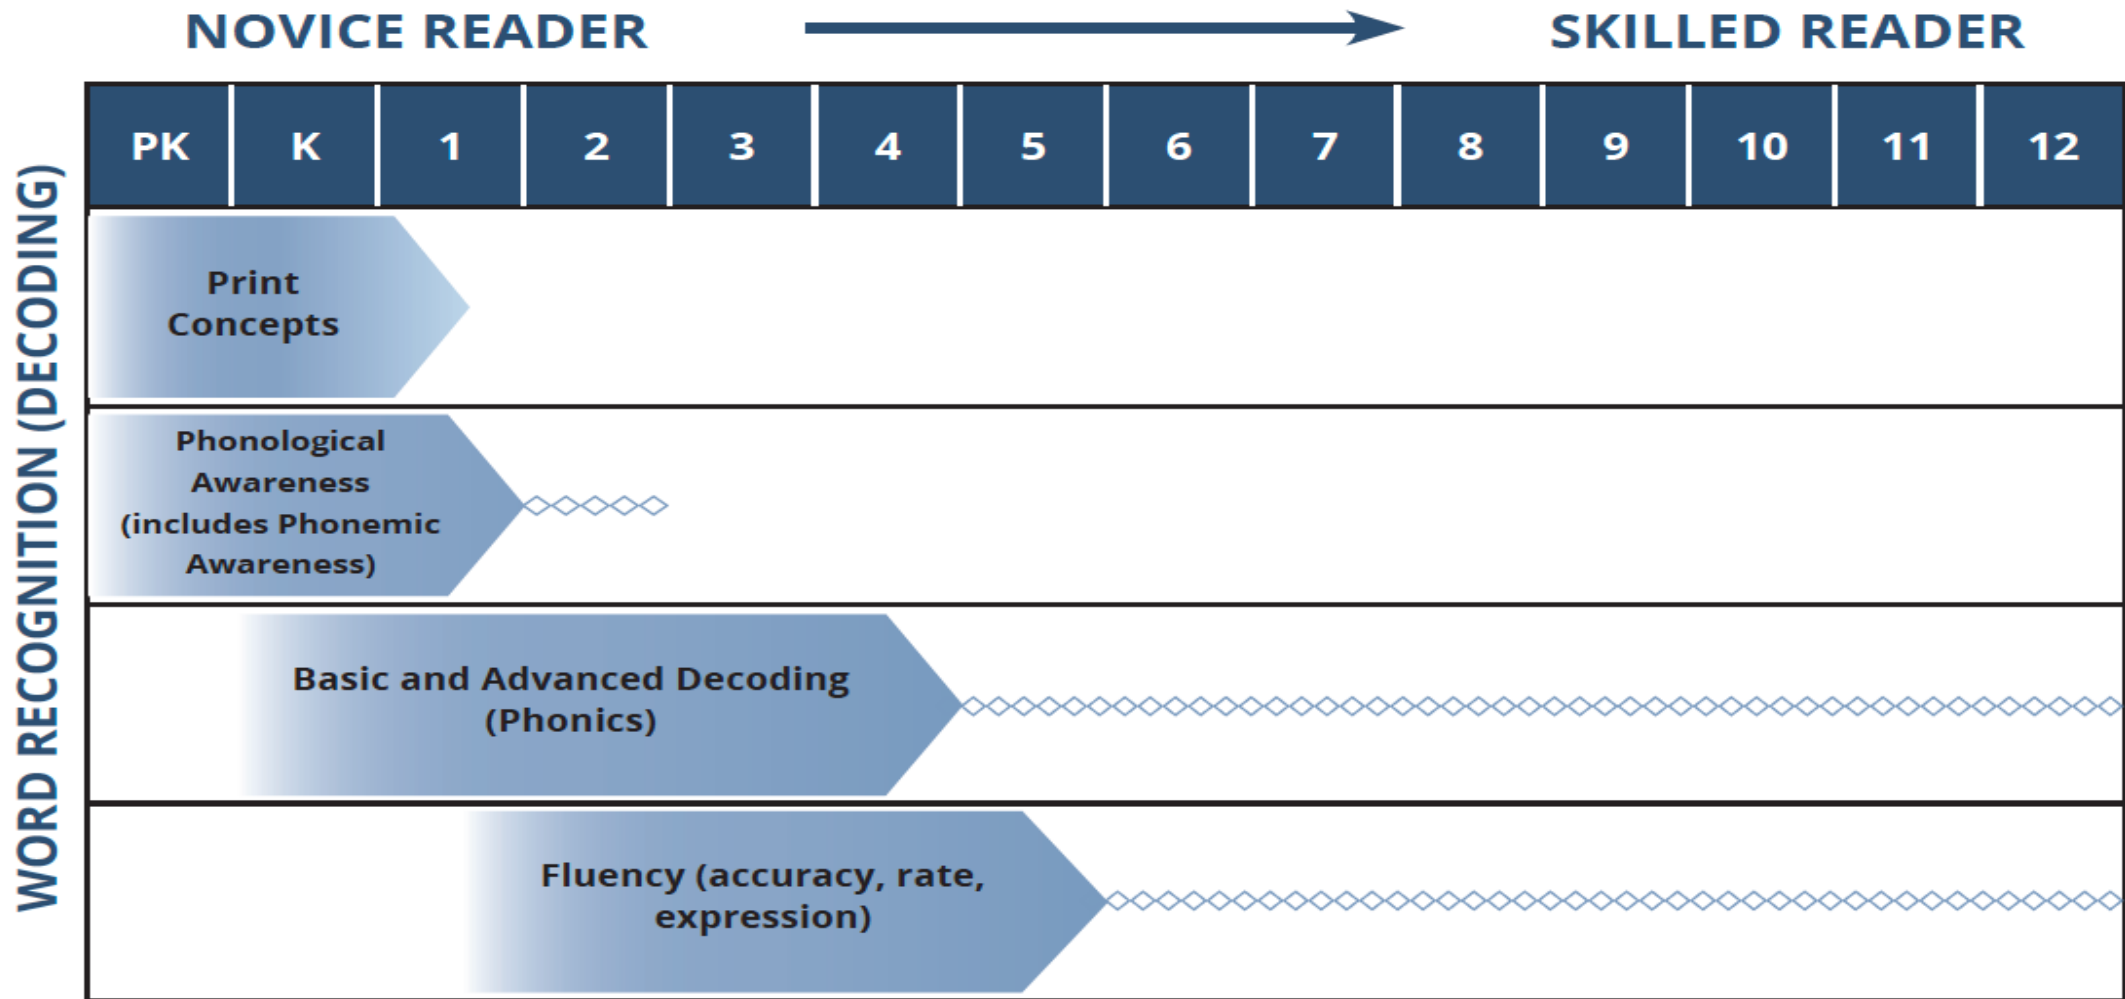 NOVICE READER
SKILLED READER
PK K 1 2 3 4 5 6 7 8 9 10 11 12
WORD RECOGNITION (DECODING)
Print
Concepts
Phonological
Awareness
(includes Phonemic
Awareness)
Basic and Advanced Decoding
(Phonics)
Fluency (accuracy, rate,
expression)